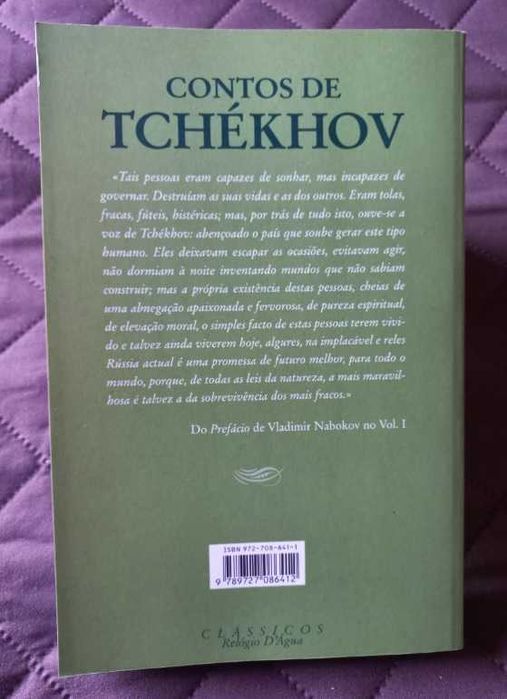 CONTOS DE
TCHÉKHOV
«Tais pessoas eram capazes de sonhar, mas incapazes de
governar. Destruíam as suas vidas e as dos outros. Eram tolas,
fracas, fúteis, histéricas; mas, por trás de tudo isto, ouve-se a
voz de Tchékhov: abençoado o país que soube gerar este tipo
humano. Eles deixavam escapar as ocasiões, evitavam agir,
não dormiam à noite inventando mundos que não sabiam
construir; mas a própria existência destas pessoas, cheias de
uma abnegação apaixonada e fervorosa, de pureza espiritual,
de elevação moral, o simples facto de estas pessoas terem vivi-
do e talvez ainda viverem hoje, algures, na implacável e reles
Rússia actual é uma promessa de futuro melhor, para todo o
mundo, porque, de todas as leis da natureza, a mais maravil-
hosa é talvez a da sobrevivência dos mais fracos.»
Do Prefácio de Vladimir Nabokov no Vol. I
ISBN 972-708-641-1
9 789727 086412
CLÁSSICOS
Relógio D'Água